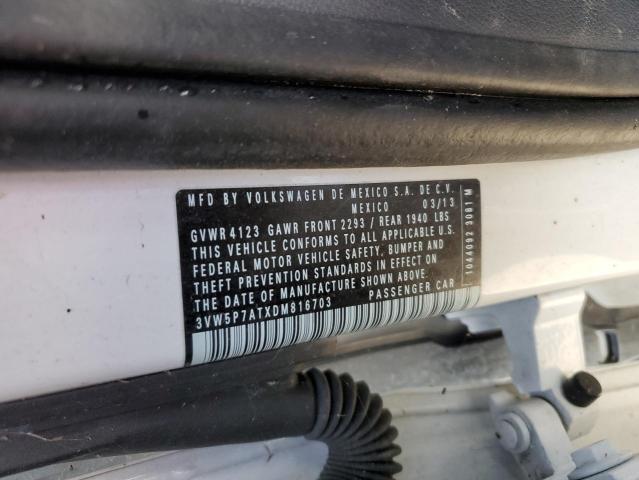 MFD BY VOLKSWAGEN DE MEXICO S.A. DE C.V.
MEXICO 03/13
GVWR 4123 GAWR FRONT 2293 / REAR 1940 LBS
THIS VEHICLE CONFORMS TO ALL APPLICABLE U.S.
FEDERAL MOTOR VEHICLE SAFETY, BUMPER AND
THEFT PREVENTION STANDARDS IN EFFECT ON
THE DATE OF MANUFACTURE SHOWN ABOVE.
3VW5P7ATXDM816703 PASSENGER CAR
1044092 3081M